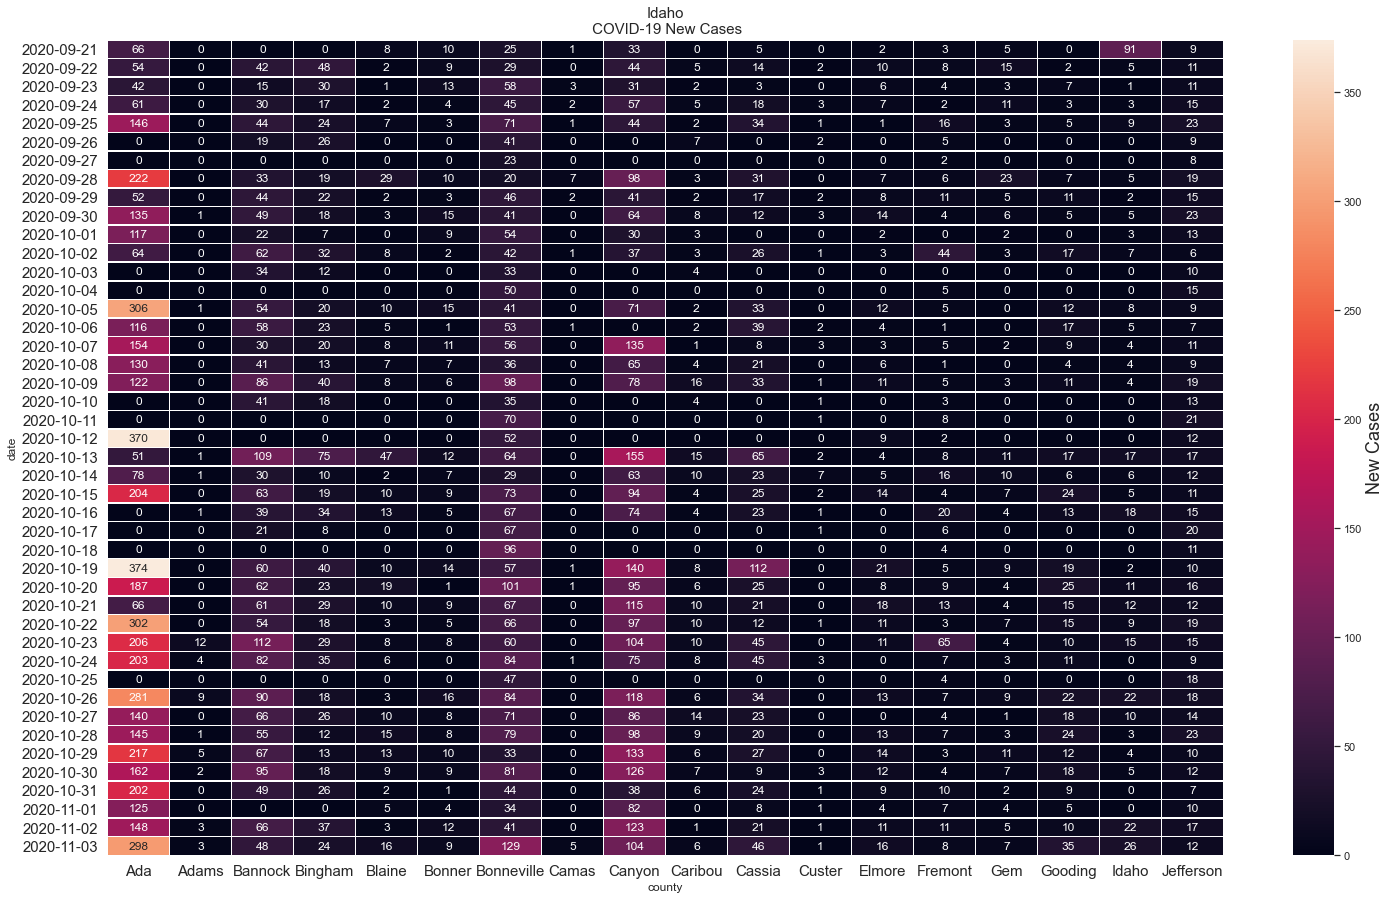 Idaho
COVID-19 New Cases
date
2020-09-21 66 0 0 0 8 10 25 1 33 0 5 0 2 3 5 0 91 9
2020-09-22 54 0 42 48 2 9 29 0 44 5 14 2 10 8 15 2 5 11
2020-09-23 42 0 15 30 1 13 58 3 31 2 3 0 6 4 3 7 1 11
2020-09-24 61 0 30 17 2 4 45 2 57 5 18 3 7 2 11 3 3 15
2020-09-25 146 0 44 24 7 3 71 1 44 2 34 1 1 16 3 5 9 23
2020-09-26 0 0 19 26 0 0 41 0 0 7 0 2 0 5 0 0 0 9
2020-09-27 0 0 0 0 0 0 23 0 0 0 0 0 0 2 0 0 0 8
2020-09-28 222 0 33 19 29 10 20 7 98 3 31 0 7 6 23 7 5 19
2020-09-29 52 0 44 22 2 3 46 2 41 2 17 2 8 11 5 11 2 15
2020-09-30 135 1 49 18 3 15 41 0 64 8 12 3 14 4 6 5 5 23
2020-10-01 117 0 22 7 0 9 54 0 30 3 0 0 2 0 2 0 3 13
2020-10-02 64 0 62 32 8 2 42 1 37 3 26 1 3 44 3 17 7 6
2020-10-03 0 0 34 12 0 0 33 0 0 4 0 0 0 0 0 0 0 10
2020-10-04 0 0 0 0 0 0 50 0 0 0 0 0 0 5 0 0 0 15
2020-10-05 306 1 54 20 10 15 41 0 71 2 33 0 12 5 0 12 8 9
2020-10-06 116 0 58 23 5 1 53 1 0 2 39 2 4 1 0 17 5 7
2020-10-07 154 0 30 20 8 11 56 0 135 1 8 3 3 5 2 9 4 11
2020-10-08 130 0 41 13 7 7 36 0 65 4 21 0 6 1 0 4 4 9
2020-10-09 122 0 86 40 8 6 98 0 78 16 33 1 11 5 3 11 4 19
2020-10-10 0 0 41 18 0 0 35 0 0 4 0 1 0 3 0 0 0 13
2020-10-11 0 0 0 0 0 0 70 0 0 0 0 1 0 8 0 0 0 21
2020-10-12 370 0 0 0 0 0 52 0 0 0 0 0 9 2 0 0 0 12
2020-10-13 51 1 109 75 47 12 64 0 155 15 65 2 4 8 11 17 17 17
2020-10-14 78 1 30 10 2 7 29 0 63 10 23 7 5 16 10 6 6 12
2020-10-15 204 0 63 19 10 9 73 0 94 4 25 2 14 4 7 24 5 11
2020-10-16 0 1 39 34 13 5 67 0 74 4 23 1 0 20 4 13 18 15
2020-10-17 0 0 21 8 0 0 67 0 0 0 0 1 0 6 0 0 0 20
2020-10-18 0 0 0 0 0 0 96 0 0 0 0 0 0 4 0 0 0 11
2020-10-19 374 0 60 40 10 14 57 1 140 8 112 0 21 5 9 19 2 10
2020-10-20 187 0 62 23 19 1 101 1 95 6 25 0 8 9 4 25 11 16
2020-10-21 66 0 61 29 10 9 67 0 115 10 21 0 18 13 4 15 12 12
2020-10-22 302 0 54 18 3 5 66 0 97 10 12 1 11 3 7 15 9 19
2020-10-23 206 12 112 29 8 8 60 0 104 10 45 0 11 65 4 10 15 15
2020-10-24 203 4 82 35 6 0 84 1 75 8 45 3 0 7 3 11 0 9
2020-10-25 0 0 0 0 0 0 47 0 0 0 0 0 0 4 0 0 0 18
2020-10-26 281 9 90 18 3 16 84 0 118 6 34 0 13 7 9 22 22 18
2020-10-27 140 0 66 26 10 8 71 0 86 14 23 0 0 4 1 18 10 14
2020-10-28 145 1 55 12 15 8 79 0 98 9 20 0 13 7 3 24 3 23
2020-10-29 217 5 67 13 13 10 33 0 133 6 27 0 14 3 11 12 4 10
2020-10-30 162 2 95 18 9 9 81 0 126 7 9 3 12 4 7 18 5 12
2020-10-31 202 0 49 26 2 1 44 0 38 6 24 1 9 10 2 9 0 7
2020-11-01 125 0 0 0 5 4 34 0 82 0 8 1 4 7 4 5 0 10
2020-11-02 148 3 66 37 3 12 41 0 123 1 21 1 11 11 5 10 22 17
2020-11-03 298 3 48 24 16 9 129 5 104 6 46 1 16 8 7 35 26 12
Ada Adams Bannock Bingham Blaine Bonner Bonneville Camas Canyon Caribou Cassia Custer Elmore Fremont Gem Gooding Idaho Jefferson
county
350
300
250
200
150
100
50
0
New Cases